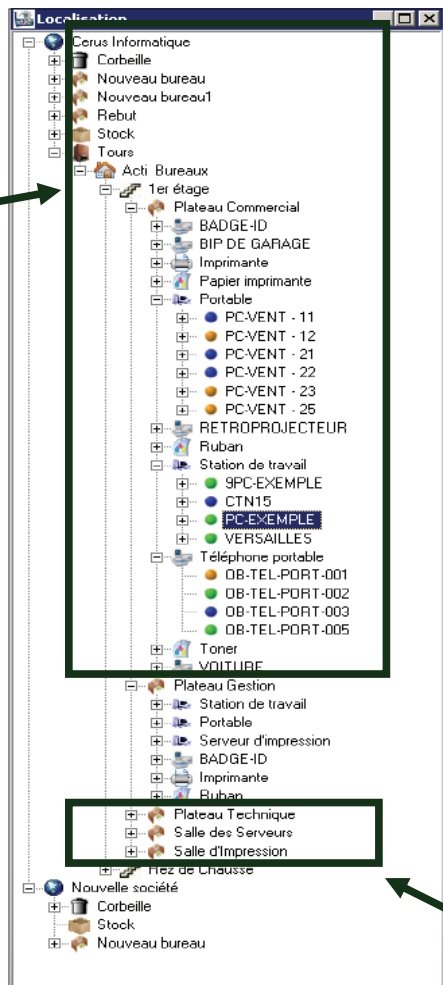 Localisation
Cerus Informatique
Corbeille
Nouveau bureau
Nouveau bureau1
Rebut
Stock
Tours
Acti Bureaux
1er étage
Plateau Commercial
BADGE-ID
BIP DE GARAGE
Imprimante
Papier imprimante
Portable
PC-VENT - 11
PC-VENT - 12
PC-VENT - 21
PC-VENT - 22
PC-VENT - 23
PC-VENT - 25
RETROPROJECTEUR
Ruban
Station de travail
9PC-EXEMPLE
CTN15
PC-EXEMPLE
VERSAILLES
Téléphone portable
OB-TEL-PORT-001
OB-TEL-PORT-002
OB-TEL-PORT-003
OB-TEL-PORT-005
Toner
VOITURE
Plateau Gestion
Station de travail
Portable
Serveur d'impression
BADGE-ID
Imprimante
Ruban
Plateau Technique
Salle des Serveurs
Salle d'Impression
Rez de Chausse
Nouvelle société
Corbeille
Stock
Nouveau bureau